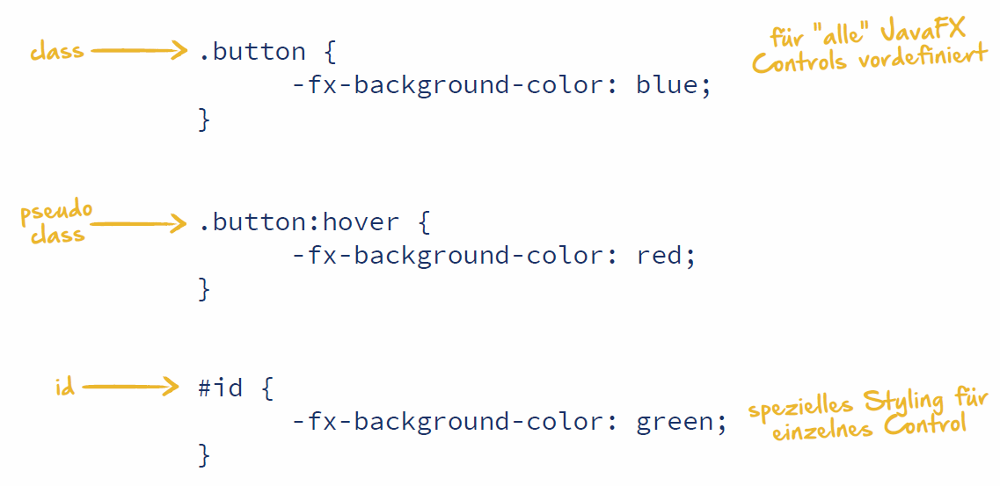 class
.button {
für "alle" JavaFX
Controls vordefiniert
-fx-background-color: blue;
}
pseudo
class
.button:hover {
-fx-background-color: red;
}
id
#id {
-fx-background-color: green;
spezielles Styling für
einzelnes Control
}